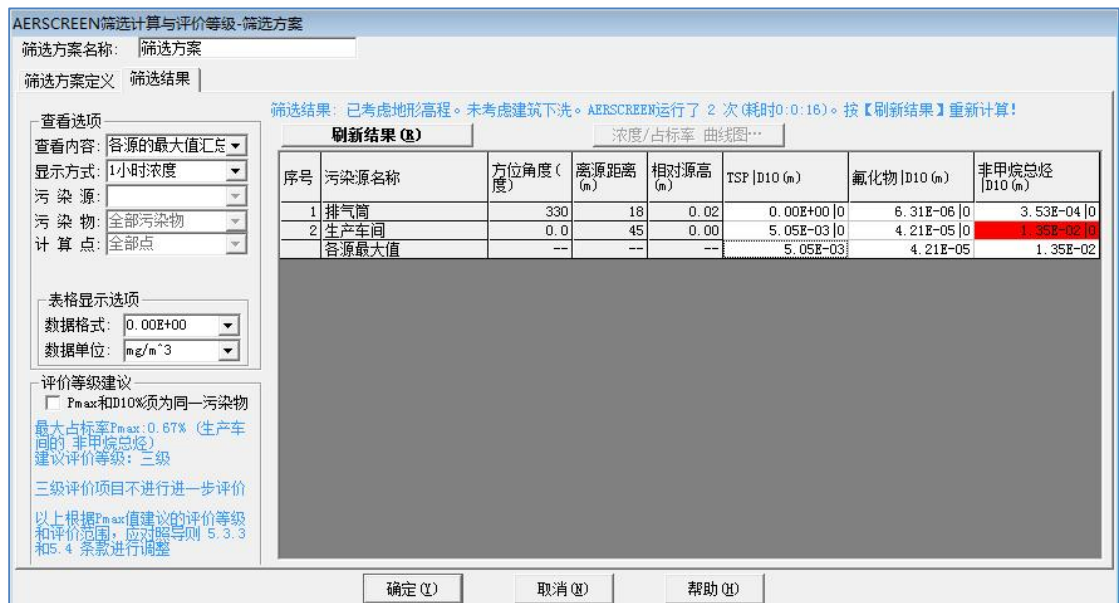 AERSCREEN筛选计算与评价等级-筛选方案
筛选方案名称: 筛选方案
筛选方案定义 筛选结果
筛选结果: 已考虑地形高程。未考虑建筑下洗。AERSCREEN运行了 2 次(耗时0:0:16)。按【刷新结果】重新计算!
刷新结果(R) 浓度/占标率 曲线图…
查看选项
查看内容: 各源的最大值汇总
显示方式: 1小时浓度
污 染 源:
污 染 物: 全部污染物
计 算 点: 全部点
表格显示选项
数据格式: 0.00E+00
数据单位: mg/m^3
评价等级建议
Pmax和D10%须为同一污染物
最大占标率Pmax:0.67% (生产车
间的 非甲烷总烃)
建议评价等级: 三级
三级评价项目不进行进一步评价
以上根据Pmax值建议的评价等级
和评价范围,应对照导则 5.3.3
和5.4 条款进行调整
序号 污染源名称 方位角度(度) 离源距离(m) 相对源高(m) TSP|D10(m) 氟化物|D10(m) 非甲烷总烃|D10(m)
1 排气筒 330 18 0.02 0.00E+00|0 6.31E-06|0 3.53E-04|0
2 生产车间 0.0 45 0.00 5.05E-03|0 4.21E-05|0 1.35E-02|0
各源最大值 -- -- -- 5.05E-03 4.21E-05 1.35E-02
确定(Y) 取消(N) 帮助(H)